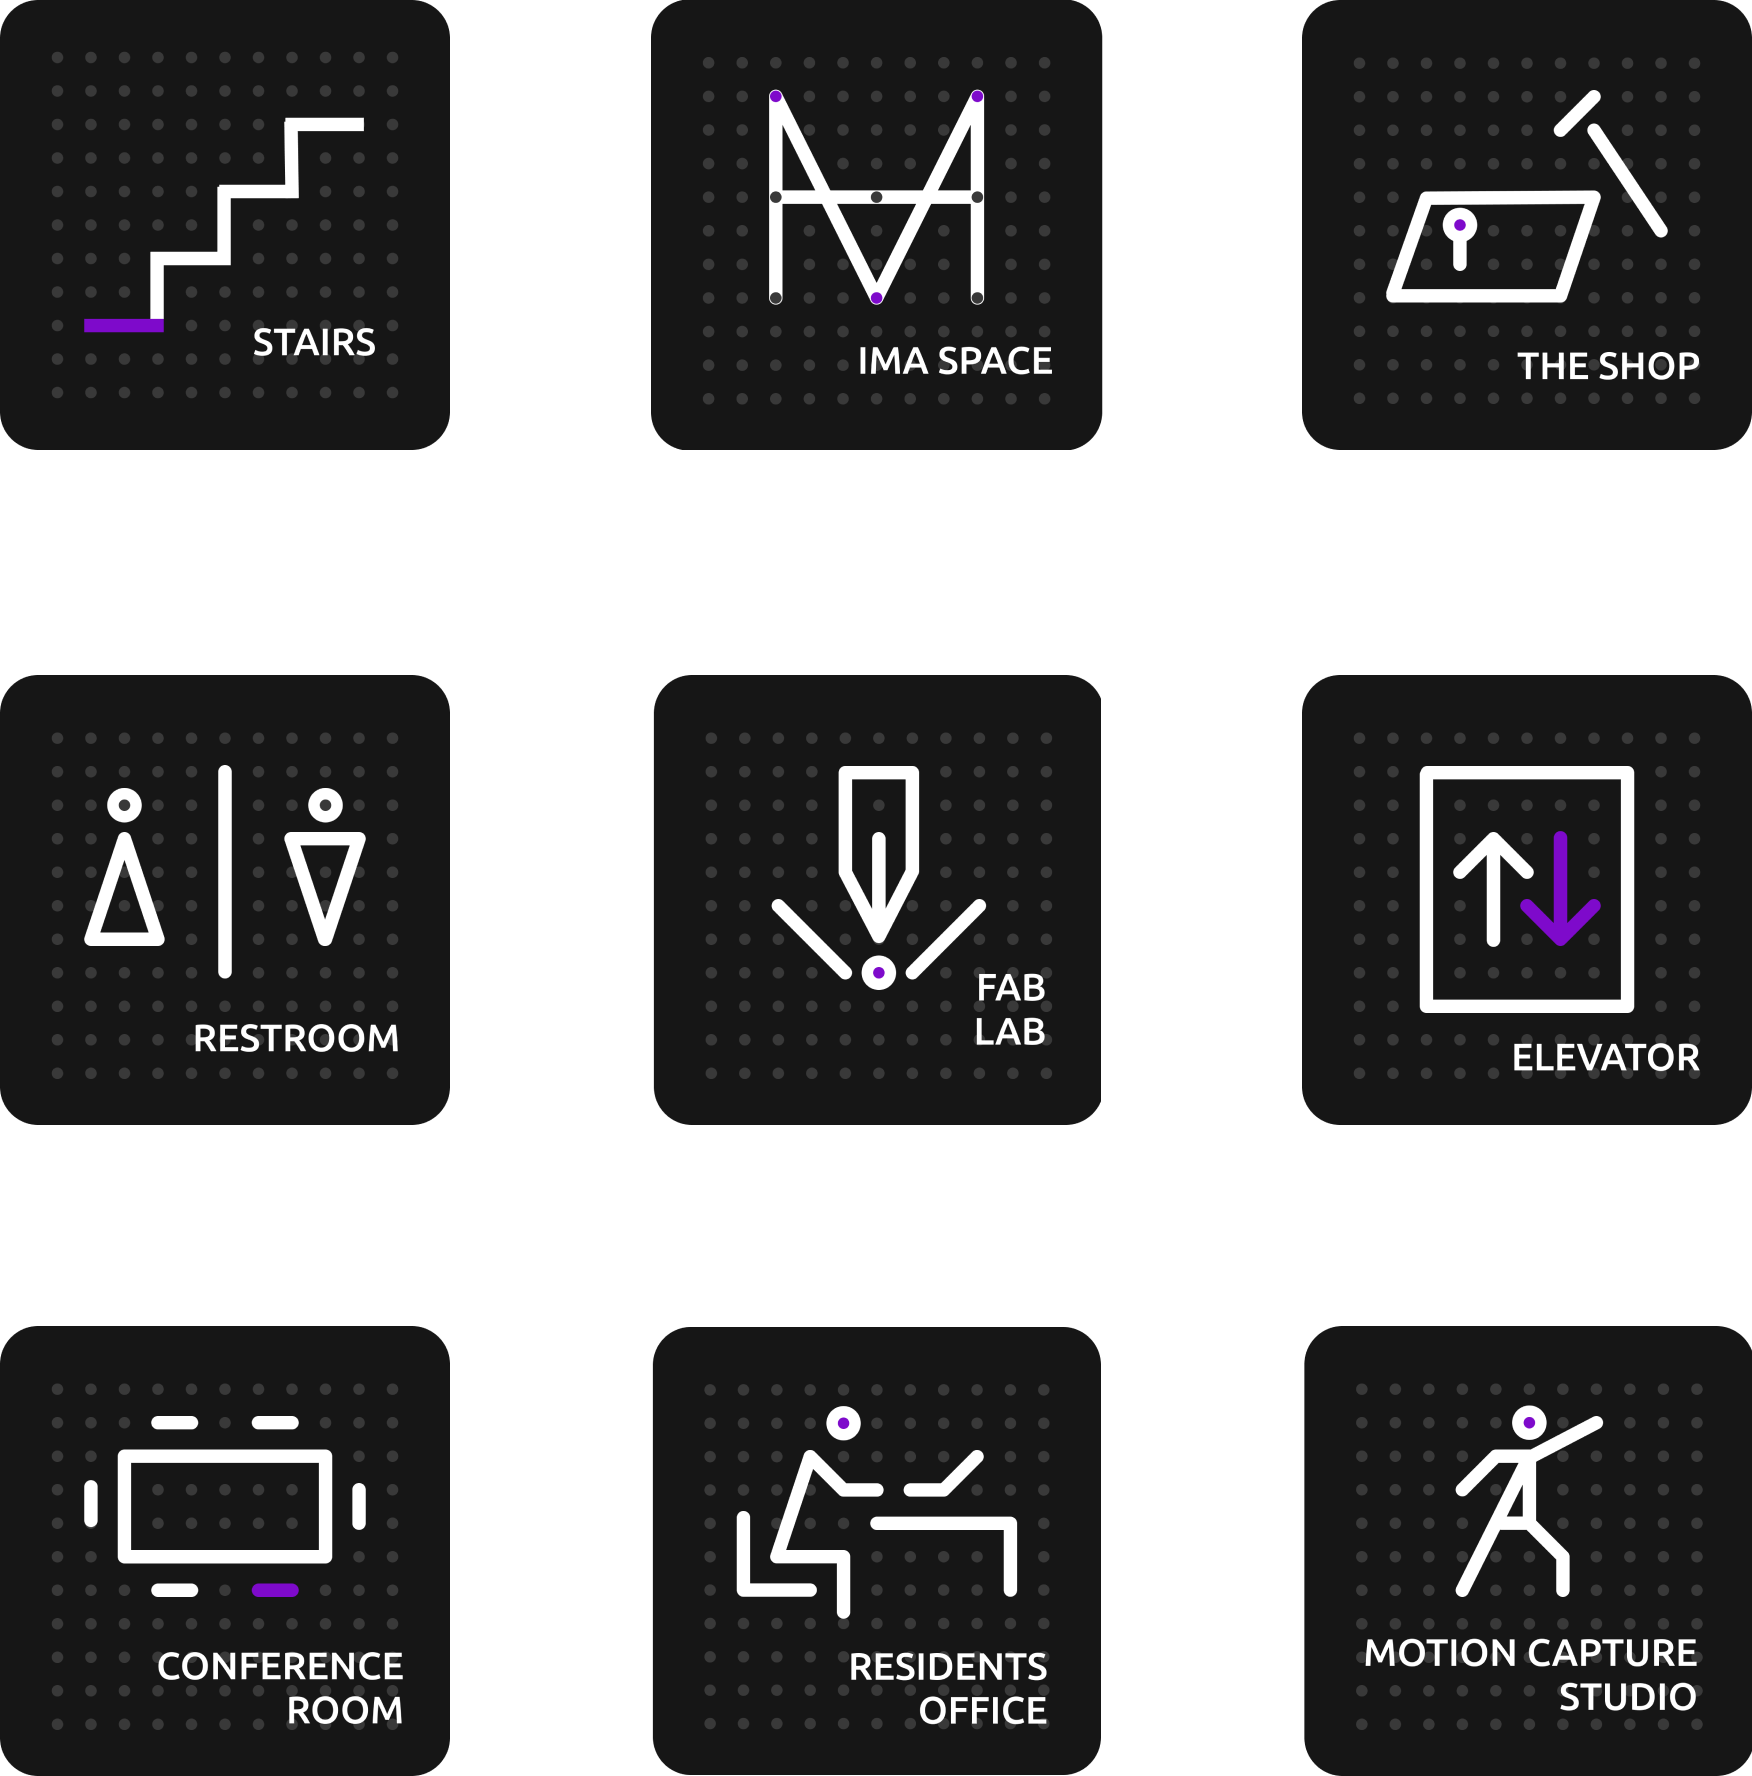 STAIRS
IMA SPACE
THE SHOP
RESTROOM
FAB
LAB
ELEVATOR
CONFERENCE
ROOM
RESIDENTS
OFFICE
MOTION CAPTURE
STUDIO